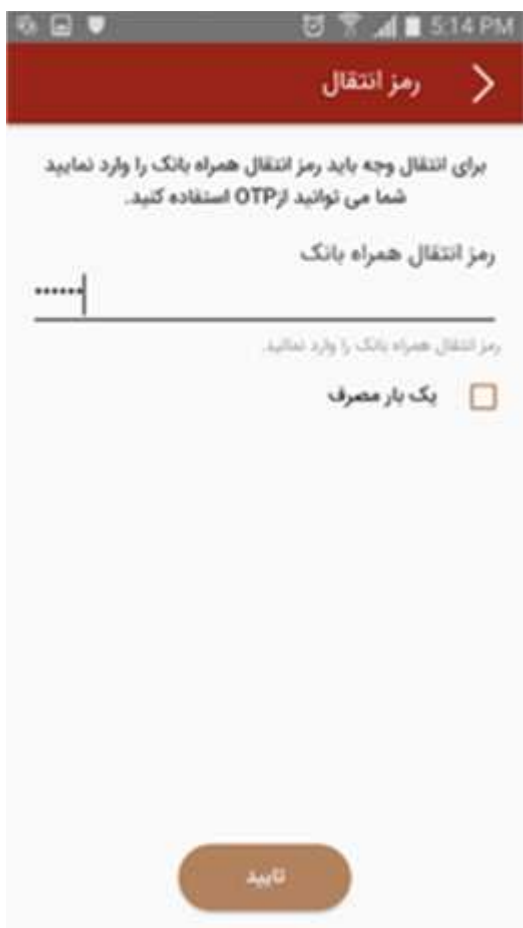 5:14 PM
رمز انتقال
برای انتقال وجه باید رمز انتقال همراه بانک را وارد نمایید
شما می توانید ازOTP استفاده کنید.
رمز انتقال همراه بانک
••••••
رمز انتقال همراه بانک را وارد نمائید.
یک بار مصرف
تایید